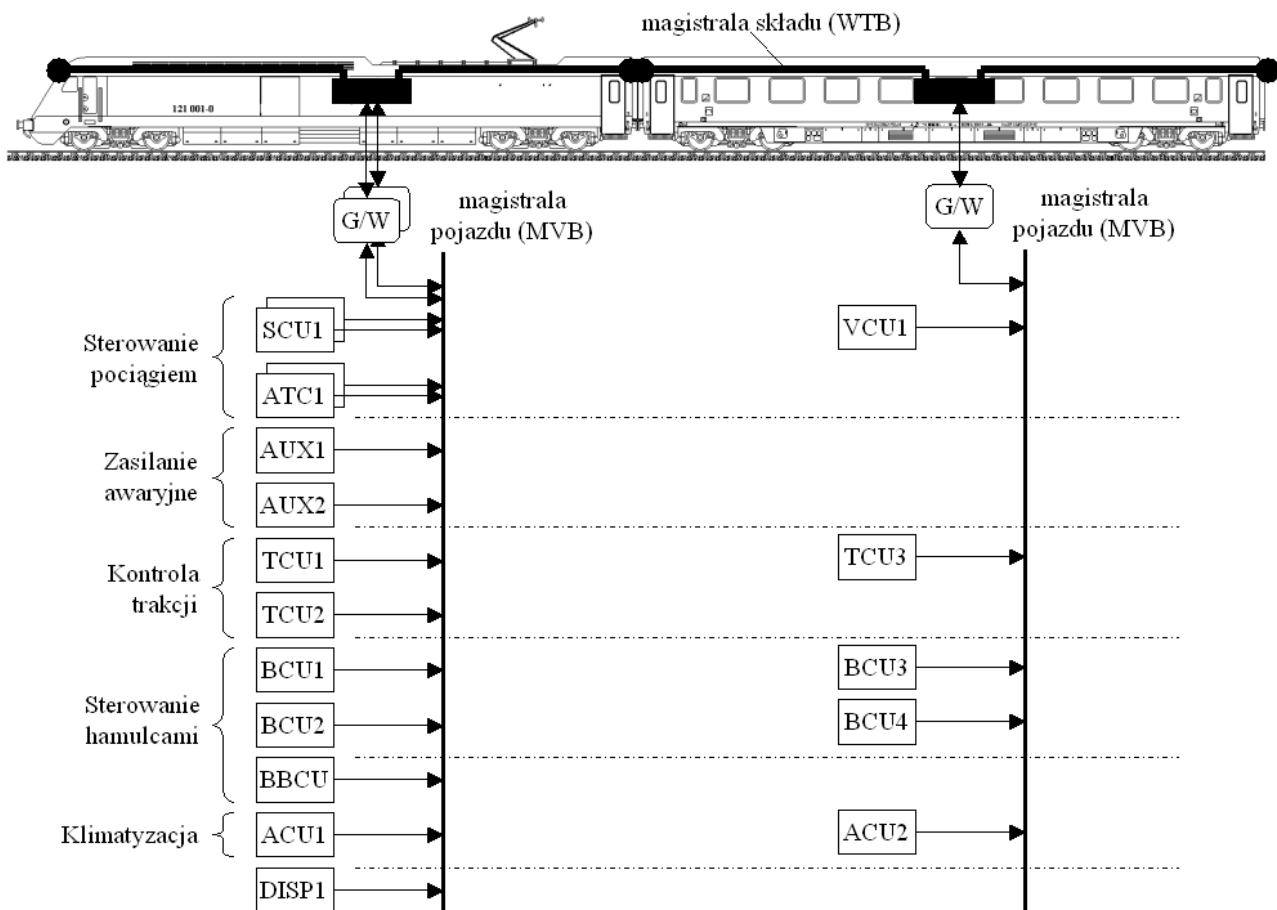 magistrala składu (WTB)
121 001-0
G/W
magistrala
pojazdu (MVB)
G/W
magistrala
pojazdu (MVB)
Sterowanie
pociągiem
SCU1
VCU1
ATC1
Zasilanie
awaryjne
AUX1
AUX2
Kontrola
trakcji
TCU1
TCU3
TCU2
Sterowanie
hamulcami
BCU1
BCU3
BCU2
BCU4
BBCU
Klimatyzacja
ACU1
ACU2
DISP1